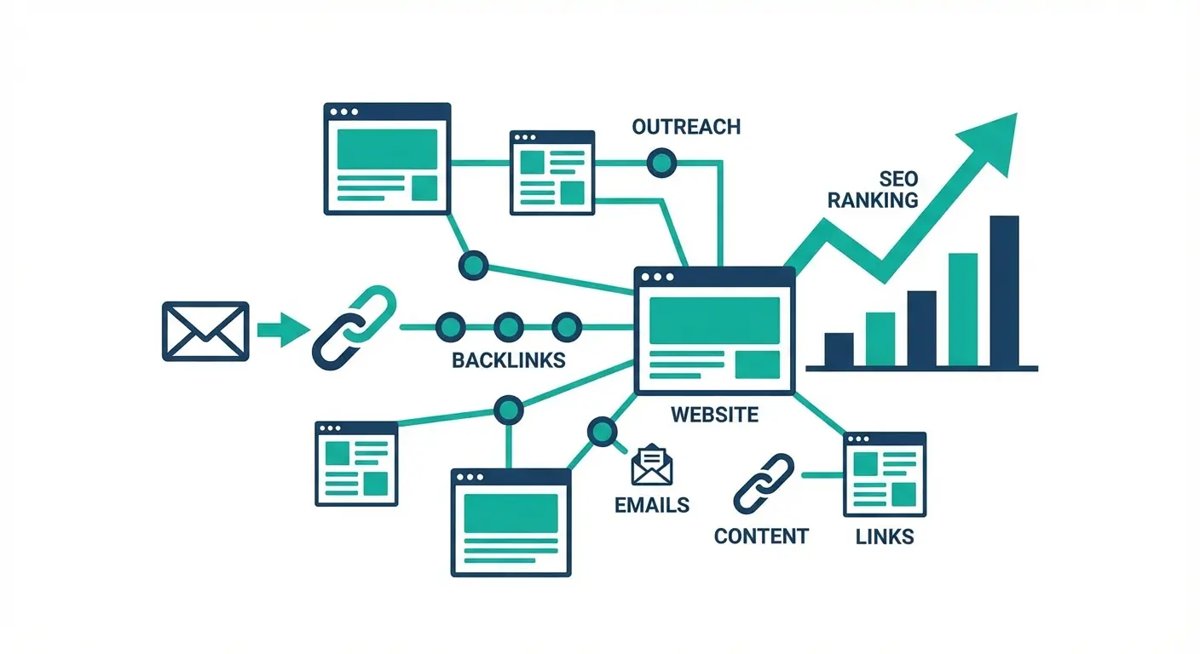 OUTREACH
SEO
RANKING
BACKLINKS
WEBSITE
EMAILS
CONTENT
LINKS